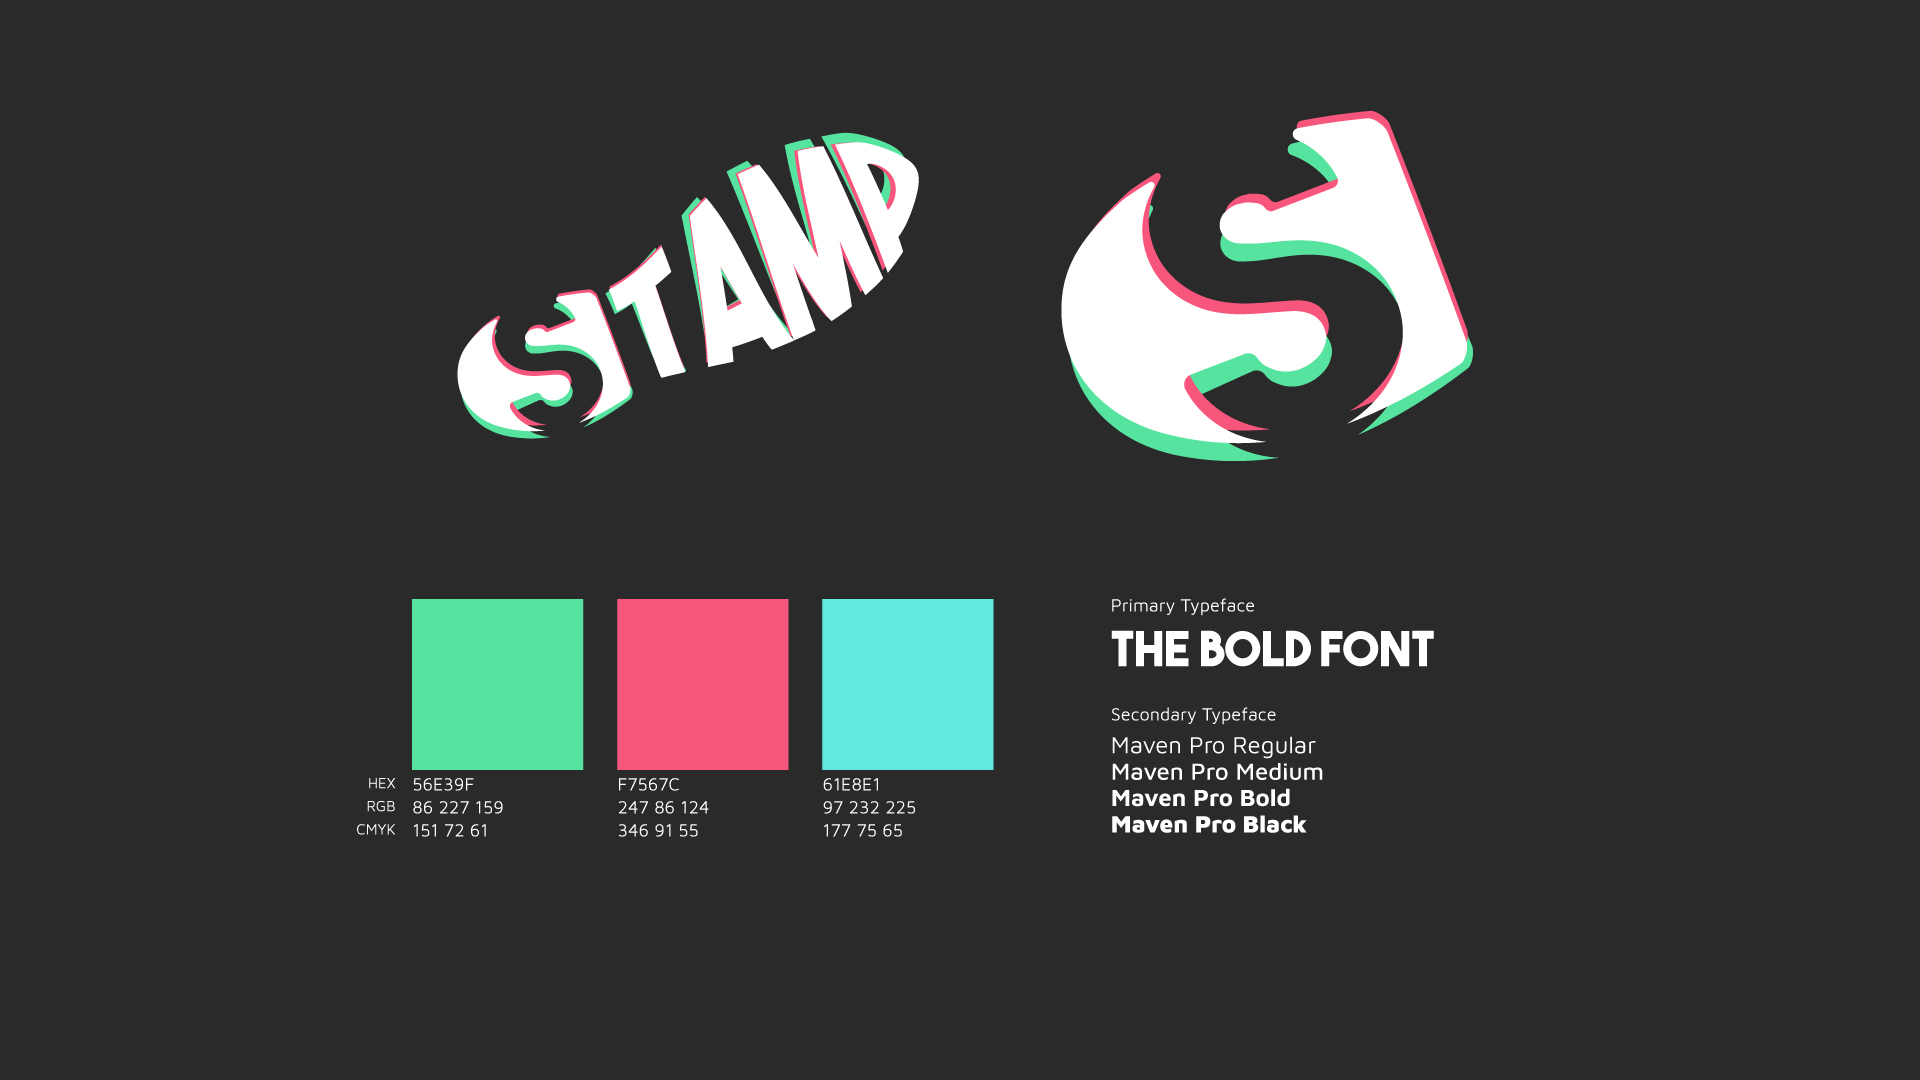 STAMP
S
HEX 56E39F F7567C 61E8E1
RGB 86 227 159 247 86 124 97 232 225
CMYK 151 72 61 346 91 55 177 75 65
Primary Typeface
THE BOLD FONT
Secondary Typeface
Maven Pro Regular
Maven Pro Medium
Maven Pro Bold
Maven Pro Black